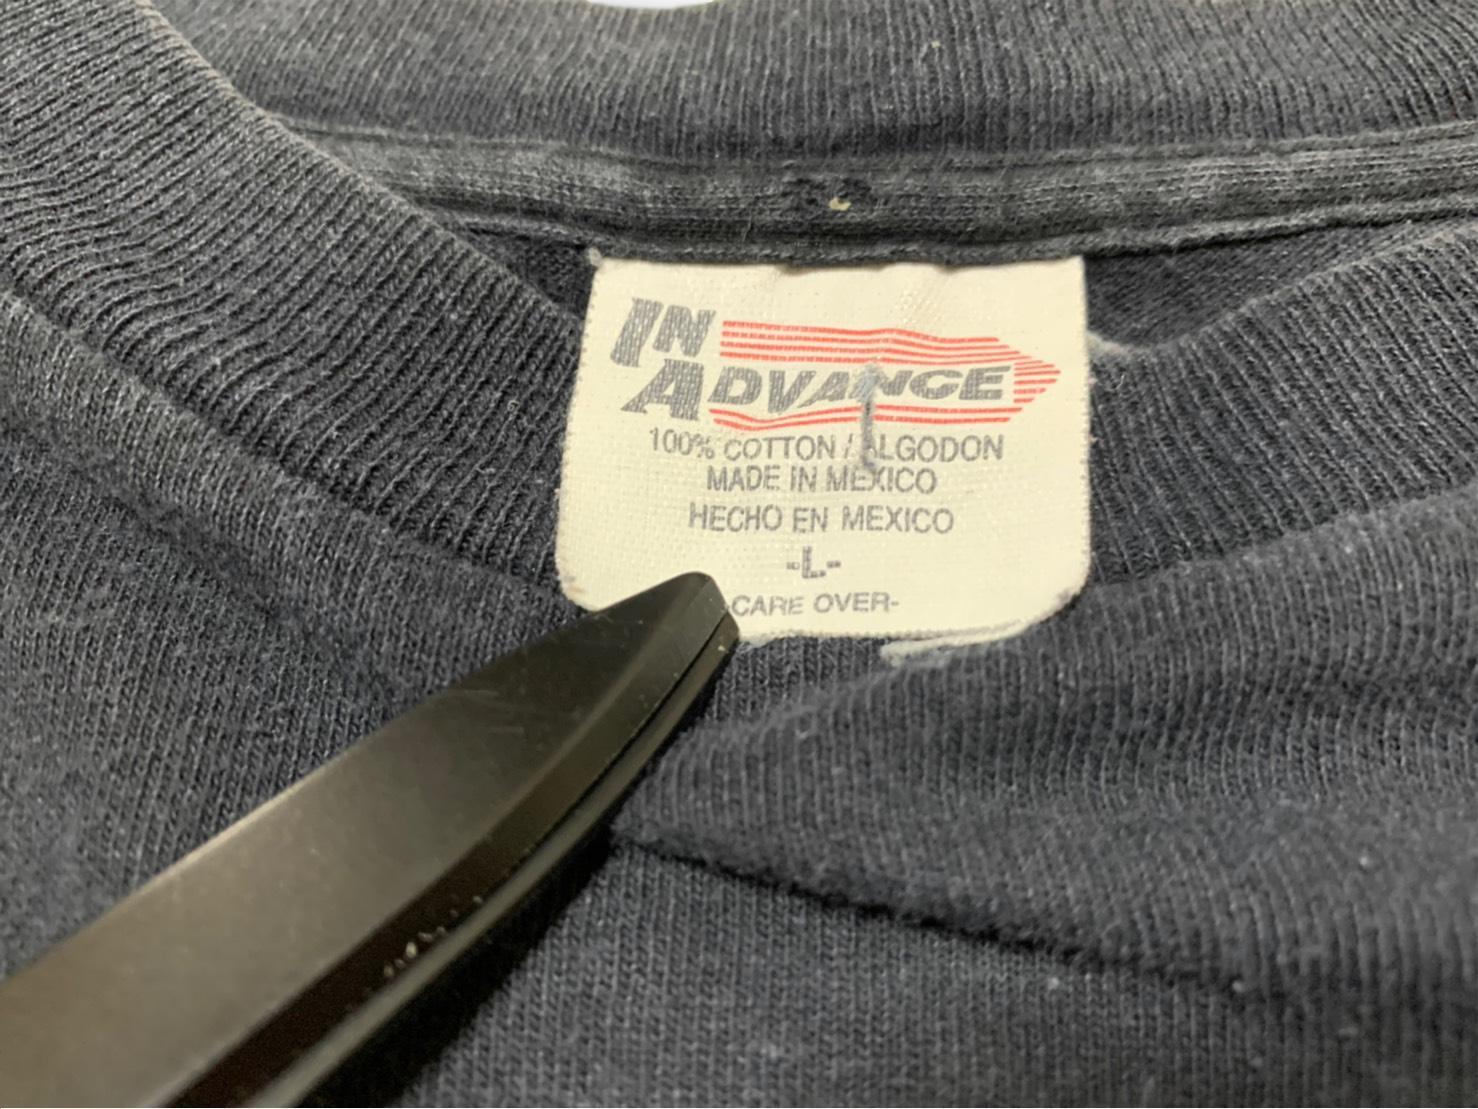 IN
ADVANCE
100% COTTON / ALGODON
MADE IN MEXICO
HECHO EN MEXICO
-L-
-CARE OVER-